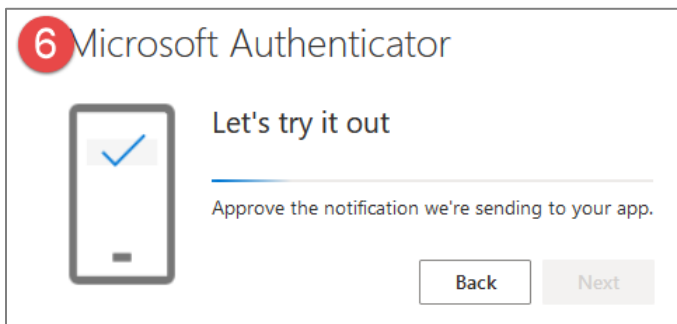 6 Microsoft Authenticator
Let's try it out
Approve the notification we're sending to your app.
Back Next